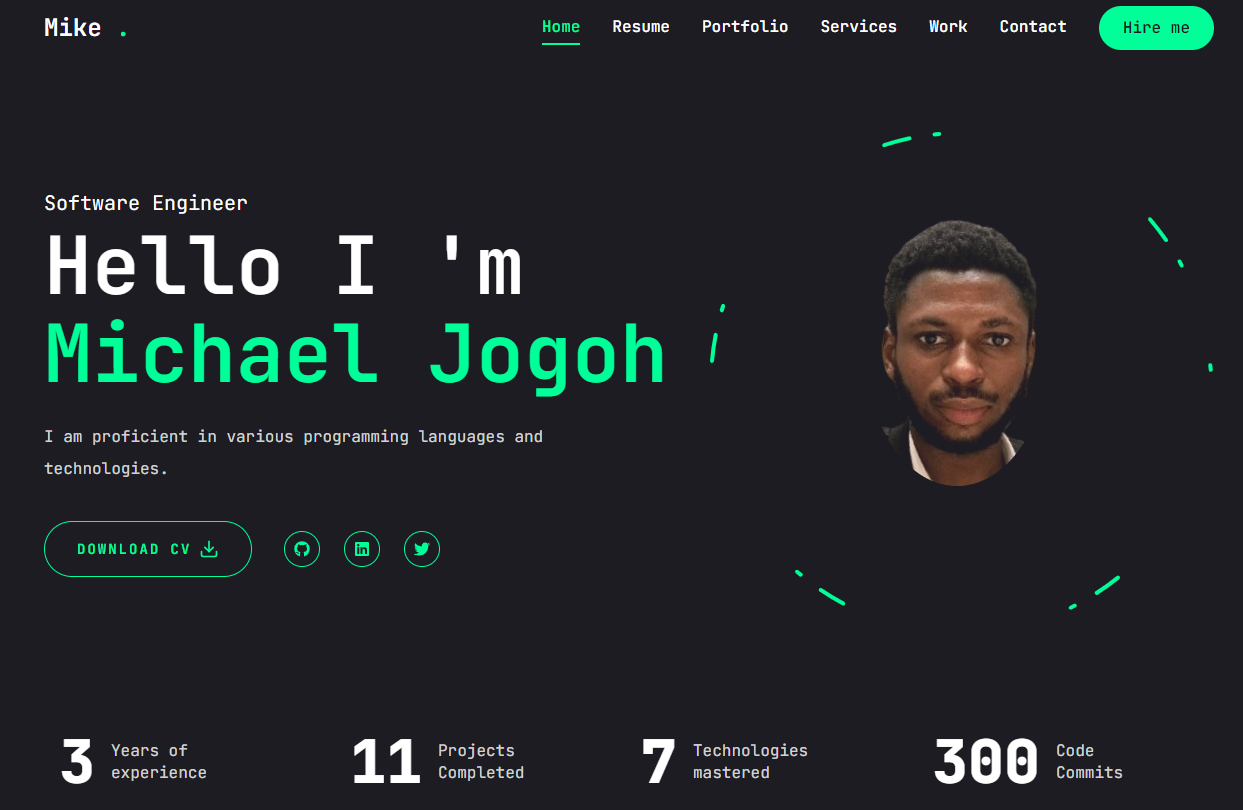 Mike .
Home Resume Portfolio Services Work Contact Hire me
Software Engineer
Hello I 'm
Michael Jogoh
I am proficient in various programming languages and
technologies.
DOWNLOAD CV
3 Years of
experience
11 Projects
Completed
7 Technologies
mastered
300 Code
Commits